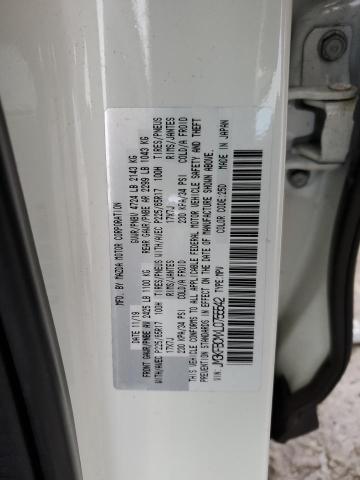 MFD. BY: MAZDA MOTOR CORPORATION
DATE: 11/19 GVWR/PNBV 4724 LB 2143 KG
FRONT GAWR/PNBE AV 2425 LB 1100 KG REAR GAWR/PNBE AR 2299 LB 1043 KG
WITH/AVEC P225/65R17 100H TIRES/PNEUS WITH/AVEC P225/65R17 100H TIRES/PNEUS
17X7J RIMS/JANTES 17X7J RIMS/JANTES
230 KPA/34 PSI COLD/A FROID 230 KPA/34 PSI COLD/A FROID
THIS VEHICLE CONFORMS TO ALL APPLICABLE FEDERAL MOTOR VEHICLE SAFETY AND THEFT
PREVENTION STANDARDS IN EFFECT ON THE DATE OF MANUFACTURE SHOWN ABOVE.
VIN: TYPE: MPV COLOR CODE: 25D MADE IN JAPAN